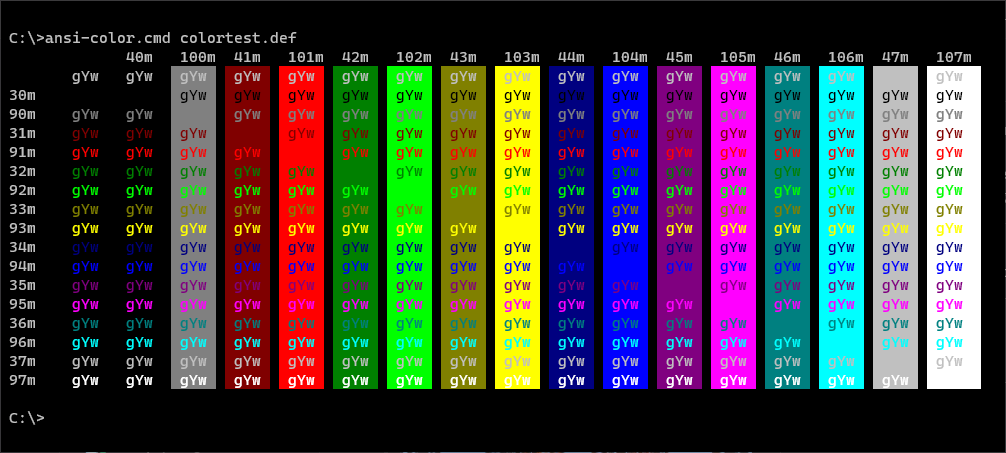 C:\>ansi-color.cmd colortest.def
40m 100m 41m 101m 42m 102m 43m 103m 44m 104m 45m 105m 46m 106m 47m 107m
gYw gYw gYw gYw gYw gYw gYw gYw gYw gYw gYw gYw gYw gYw gYw gYw
30m gYw gYw gYw gYw gYw gYw gYw gYw gYw gYw gYw gYw gYw gYw gYw
90m gYw gYw gYw gYw gYw gYw gYw gYw gYw gYw gYw gYw gYw gYw gYw gYw
31m gYw gYw gYw gYw gYw gYw gYw gYw gYw gYw gYw gYw gYw gYw gYw gYw
91m gYw gYw gYw gYw gYw gYw gYw gYw gYw gYw gYw gYw gYw gYw gYw gYw
32m gYw gYw gYw gYw gYw gYw gYw gYw gYw gYw gYw gYw gYw gYw gYw gYw
92m gYw gYw gYw gYw gYw gYw gYw gYw gYw gYw gYw gYw gYw gYw gYw gYw
33m gYw gYw gYw gYw gYw gYw gYw gYw gYw gYw gYw gYw gYw gYw gYw gYw
93m gYw gYw gYw gYw gYw gYw gYw gYw gYw gYw gYw gYw gYw gYw gYw gYw
34m gYw gYw gYw gYw gYw gYw gYw gYw gYw gYw gYw gYw gYw gYw gYw gYw
94m gYw gYw gYw gYw gYw gYw gYw gYw gYw gYw gYw gYw gYw gYw gYw gYw
35m gYw gYw gYw gYw gYw gYw gYw gYw gYw gYw gYw gYw gYw gYw gYw gYw
95m gYw gYw gYw gYw gYw gYw gYw gYw gYw gYw gYw gYw gYw gYw gYw gYw
36m gYw gYw gYw gYw gYw gYw gYw gYw gYw gYw gYw gYw gYw gYw gYw gYw
96m gYw gYw gYw gYw gYw gYw gYw gYw gYw gYw gYw gYw gYw gYw gYw gYw
37m gYw gYw gYw gYw gYw gYw gYw gYw gYw gYw gYw gYw gYw gYw gYw gYw
97m gYw gYw gYw gYw gYw gYw gYw gYw gYw gYw gYw gYw gYw gYw gYw gYw
C:\>